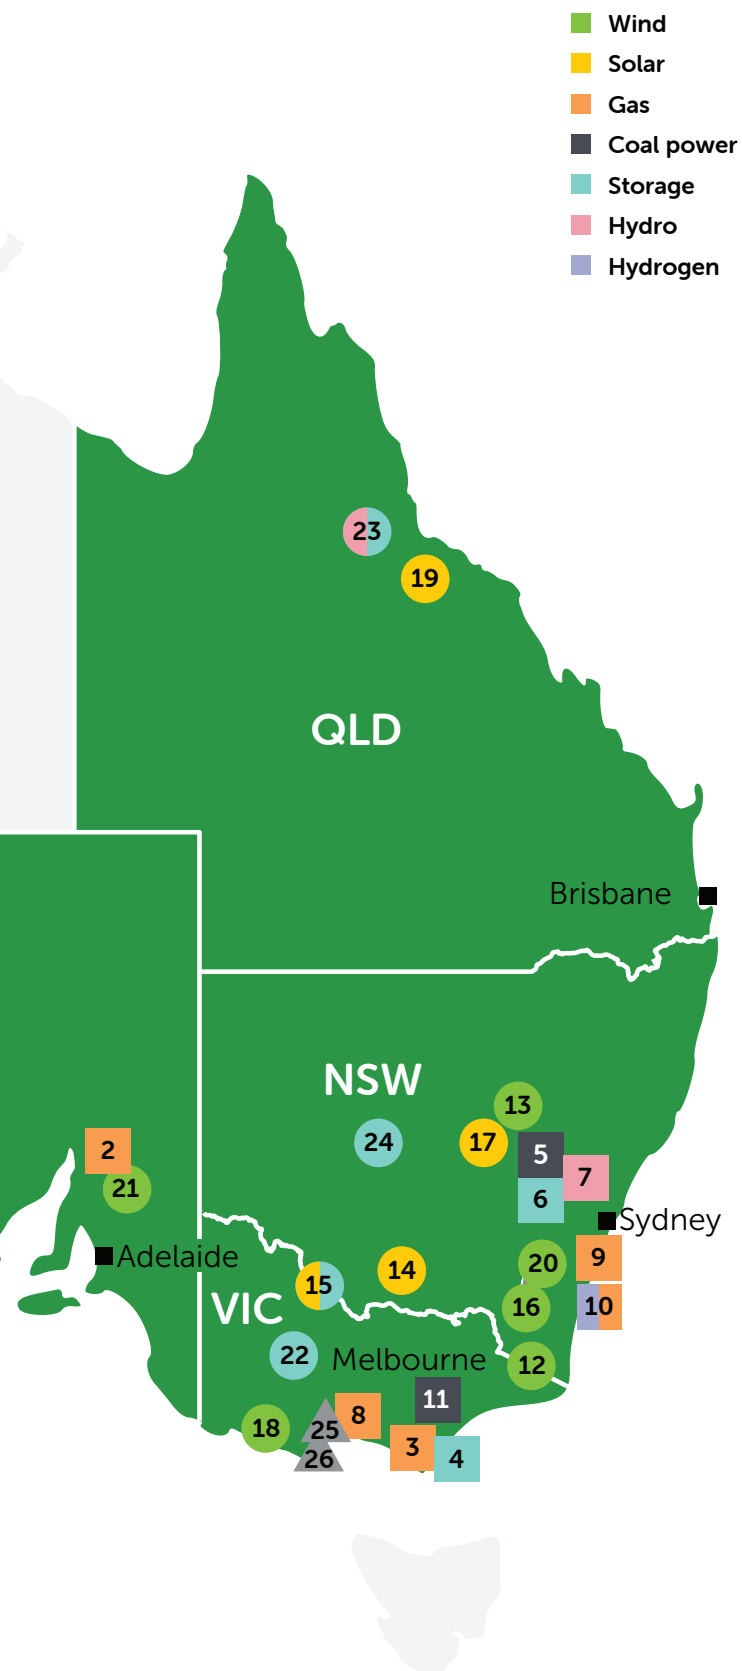 Wind
Solar
Gas
Coal power
Storage
Hydro
Hydrogen
23
19
QLD
Brisbane
NSW
13
24
17
5
2
7
21
6
Sydney
Adelaide
20
9
14
15
16
10
VIC
22
Melbourne
12
11
8
18
25
3
26
4